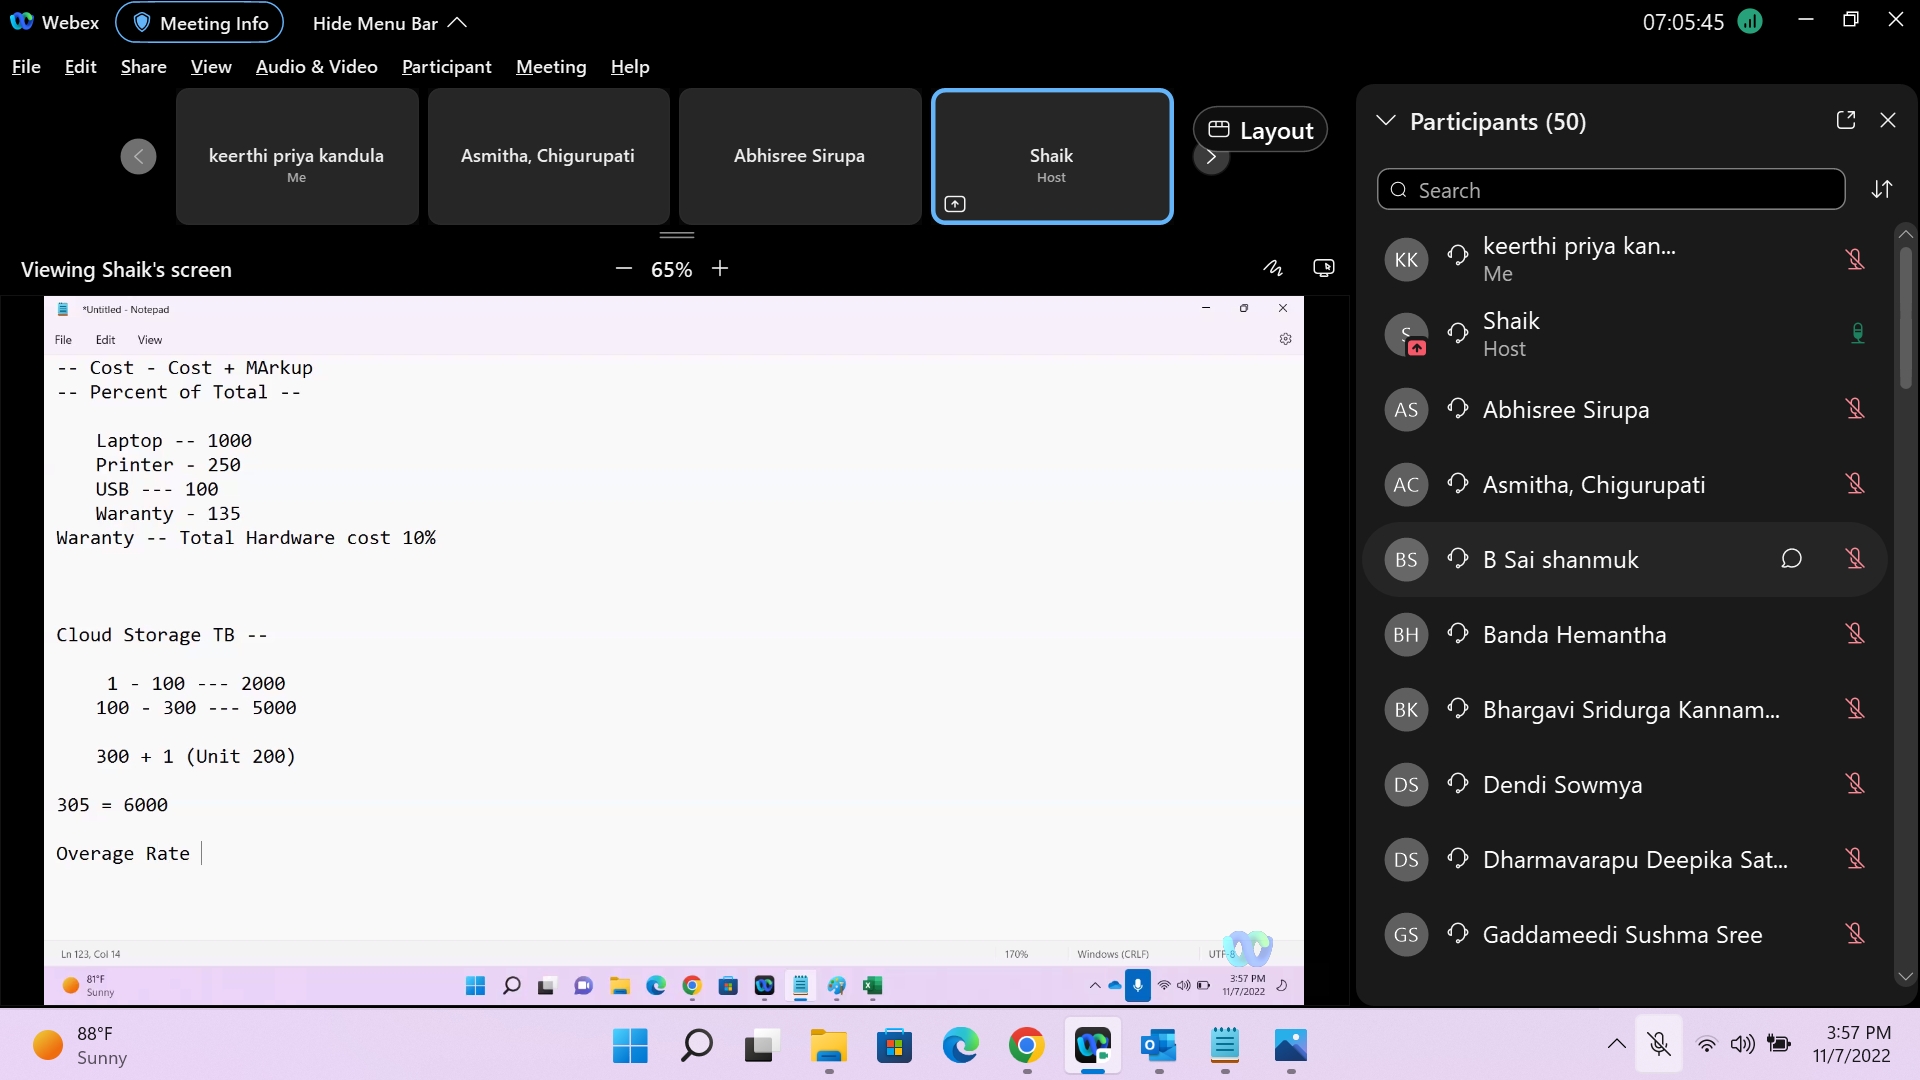 Webex
Meeting Info
Hide Menu Bar
07:05:45
File Edit Share View Audio & Video Participant Meeting Help
keerthi priya kandula
Me
Asmitha, Chigurupati
Abhisree Sirupa
Shaik
Host
Layout
Viewing Shaik's screen
65%
*Untitled - Notepad
File Edit View
-- Cost - Cost + MArkup
-- Percent of Total --
Laptop -- 1000
Printer - 250
USB --- 100
Waranty - 135
Waranty -- Total Hardware cost 10%
Cloud Storage TB --
1 - 100 --- 2000
100 - 300 --- 5000
300 + 1 (Unit 200)
305 = 6000
Overage Rate
Ln 123, Col 14
170%
Windows (CRLF)
UTF-8
81°F
Sunny
3:57 PM
11/7/2022
Participants (50)
Search
KK keerthi priya kan...
Me
S Shaik
Host
AS Abhisree Sirupa
AC Asmitha, Chigurupati
BS B Sai shanmuk
BH Banda Hemantha
BK Bhargavi Sridurga Kannam...
DS Dendi Sowmya
DS Dharmavarapu Deepika Sat...
GS Gaddameedi Sushma Sree
88°F
Sunny
3:57 PM
11/7/2022